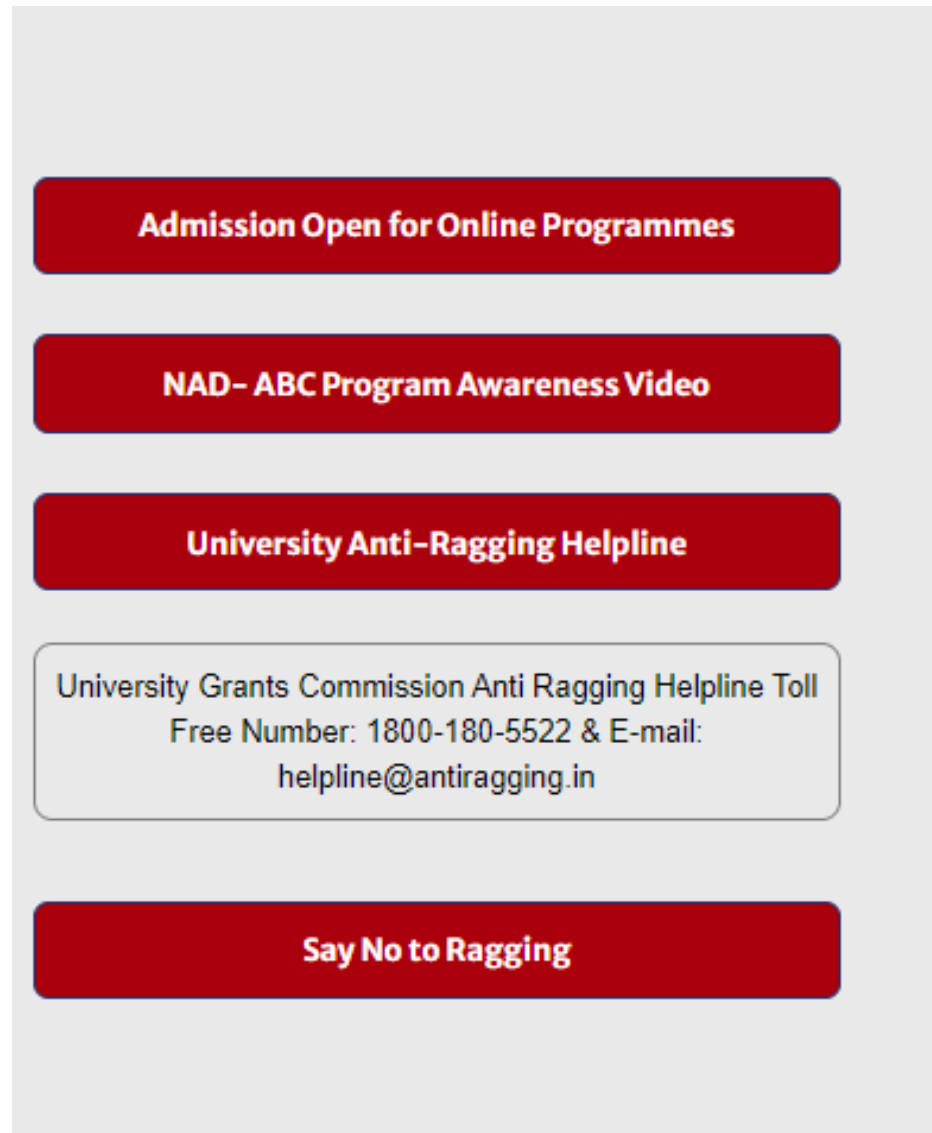 Admission Open for Online Programmes
NAD- ABC Program Awareness Video
University Anti-Ragging Helpline
University Grants Commission Anti Ragging Helpline Toll
Free Number: 1800-180-5522 & E-mail:
helpline@antiragging.in
Say No to Ragging